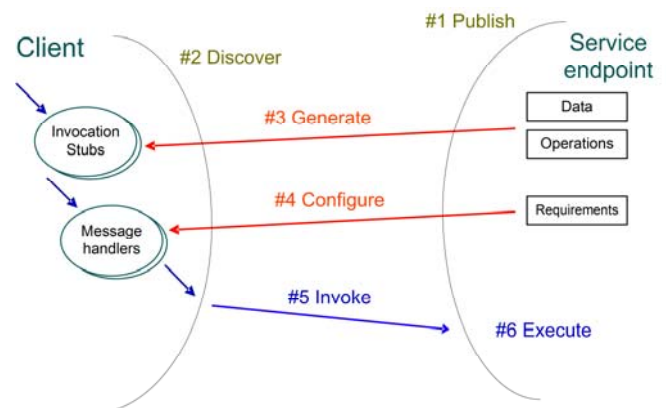 #1 Publish
Client
#2 Discover
Service
endpoint
Data
#3 Generate
Invocation
Stubs
Operations
#4 Configure
Requirements
Message
handlers
#5 Invoke
#6 Execute